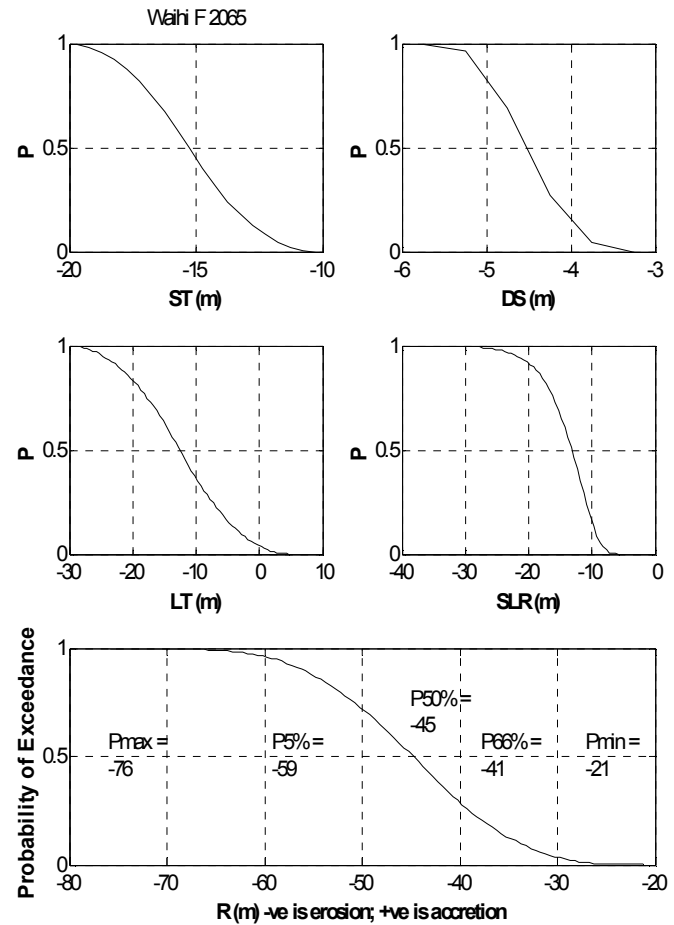 Waihi F 2065
1
0.5
0
P
-20 -15 -10
ST (m)
1
0.5
0
P
-6 -5 -4 -3
DS (m)
1
0.5
0
P
-30 -20 -10 0 10
LT (m)
1
0.5
0
P
-40 -30 -20 -10 0
SLR (m)
1
0.5
0
Probability of Exceedance
Pmax =
-76
P5% =
-59
P50% =
-45
P66% =
-41
Pmin =
-21
-80 -70 -60 -50 -40 -30 -20
R (m) -ve is erosion; +ve is accretion